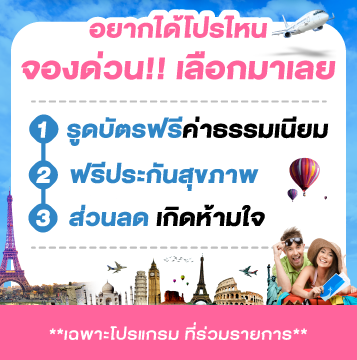 อยากได้โปรไหน
จองด่วน!! เลือกมาเลย
1 รูดบัตรฟรีค่าธรรมเนียม
2 ฟรีประกันสุขภาพ
3 ส่วนลด เกิดห้ามใจ
**เฉพาะโปรแกรม ที่ร่วมรายการ**